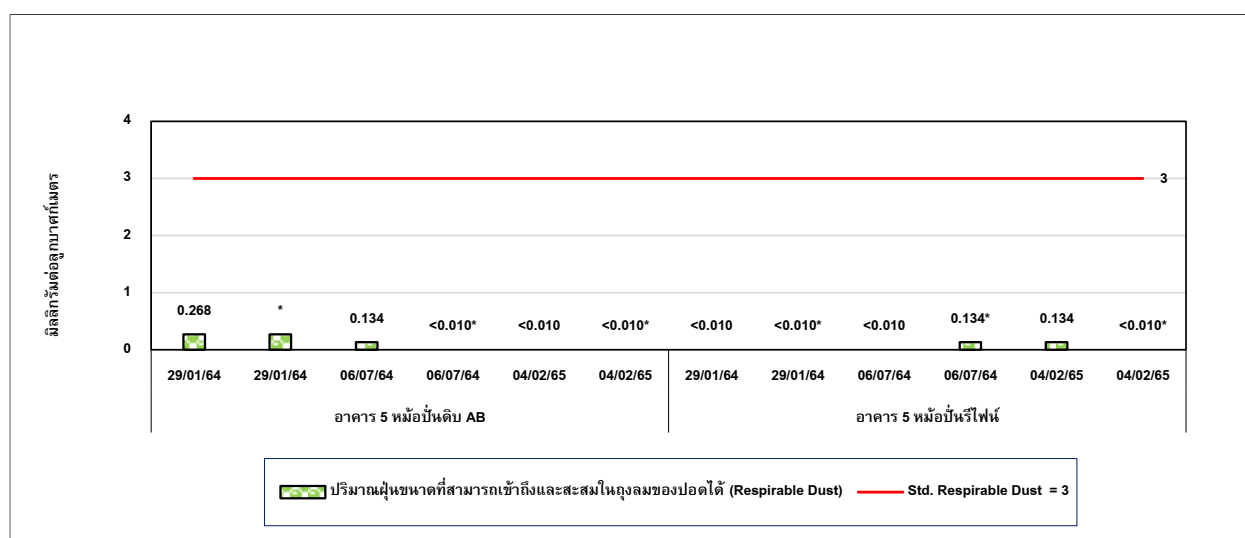 มิลลิกรัมต่อลูกบาศก์เมตร
4
3
3
2
1
0.268 * 0.134 <0.010* <0.010 <0.010* <0.010 <0.010* <0.010 0.134* 0.134 <0.010*
0
29/01/64 29/01/64 06/07/64 06/07/64 04/02/65 04/02/65 29/01/64 29/01/64 06/07/64 06/07/64 04/02/65 04/02/65
อาคาร 5 หม้อปั่นดิบ AB อาคาร 5 หม้อปั่นรีไฟน์
ปริมาณฝุ่นขนาดที่สามารถเข้าถึงและสะสมในถุงลมของปอดได้ (Respirable Dust) Std. Respirable Dust = 3